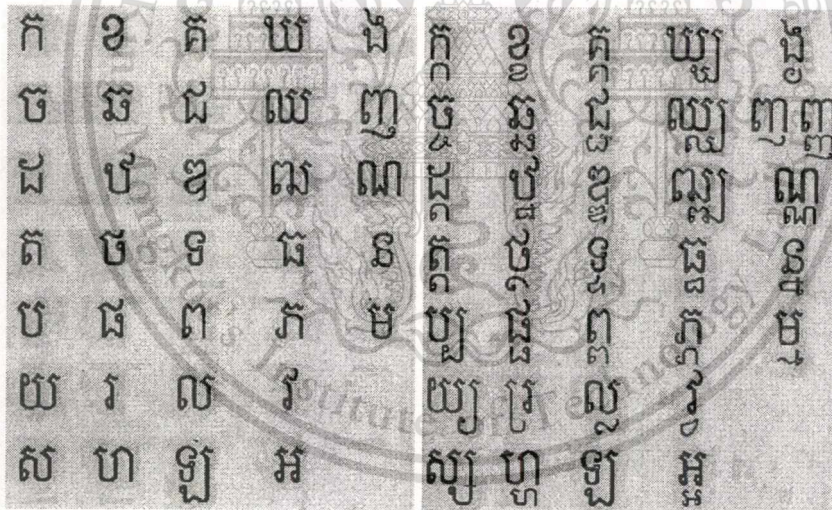 ក ខ គ ឃ ង
ច ឆ ជ ឈ ញ
ដ ឋ ឌ ឍ ណ
ត ថ ទ ធ ន
ប ផ ព ភ ម
យ រ ល វ
ស ហ ឡ អ
ក្ក ខ្ខ គ្គ ឃ្ឃ ង្ង
ច្ច ឆ្ឆ ជ្ជ ឈ្ឈ ញញ្ញ
ដ្ដ ឋ្ឋ ឌ្ឌ ឍ្ឍ ណ្ណ
ត្ត ថ្ថ ទ្ទ ធ្ធ ន្ន
ប្ប ផ្ផ ព្ព ភ្ភ ម្ម
យ្យ រ្រ ល្ល វ្វ
ស្ស ហ្ហ ឡ អ្អ
Mongkut's Institute of Technology